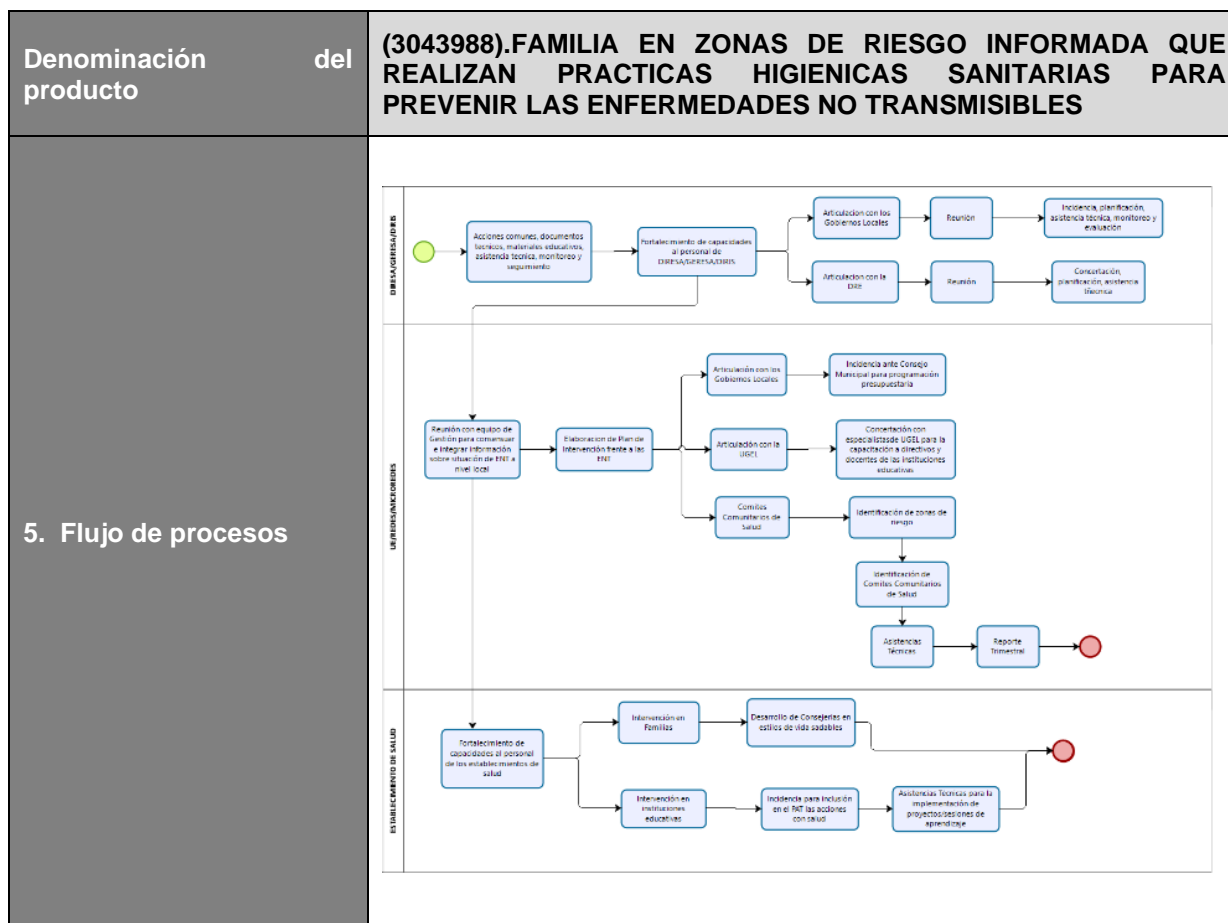 Denominación del
producto
(3043988).FAMILIA EN ZONAS DE RIESGO INFORMADA QUE
REALIZAN PRACTICAS HIGIENICAS SANITARIAS PARA
PREVENIR LAS ENFERMEDADES NO TRANSMISIBLES
5. Flujo de procesos
DIRESA/GERESA/DIRIS
Acciones comunes, documentos
tecnicos, materiales educativos,
asistencia tecnica, monitoreo y
seguimiento
Fortalecimiento de capacidades
al personal de
DIRESA/GERESA/DIRIS
Articulacion con los
Gobiernos Locales
Reunión
Incidencia, planificación,
asistencia técnica, monitoreo y
evaluación
Articulacion con la
DRE
Reunión
Concertación,
planificación, asistencia
tñecnica
UE/REDES/MICROREDES
Reunión con equipo de
Gestión para consensuar
e integrar información
sobre situación de ENT a
nivel local
Elaboracion de Plan de
Intervención frente a las
ENT
Articulación con los
Gobiernos Locales
Incidencia ante Consejo
Municipal para programación
presupuestaria
Articulación con la
UGEL
Concertación con
especialistasde UGEL para la
capacitación a directivos y
docentes de las instituciones
educativas
Comites
Comunitarios de
Salud
Identificación de zonas de
riesgo
Identificación de
Comites Comunitarios
de Salud
Asistencias
Técnicas
Reporte
Trimestral
ESTABLECIMIENTO DE SALUD
Fortalecimiento de
capacidades al personal
de los establecimientos de
salud
Intervención en
Familias
Desarrollo de Consejerias en
estilos de vida sadables
Intervención en
instituciones
educativas
Incidencia para inclusión
en el PAT las acciones
con salud
Asistencias Técnicas para la
implementación de
proyectos/sesiones de
aprendizaje